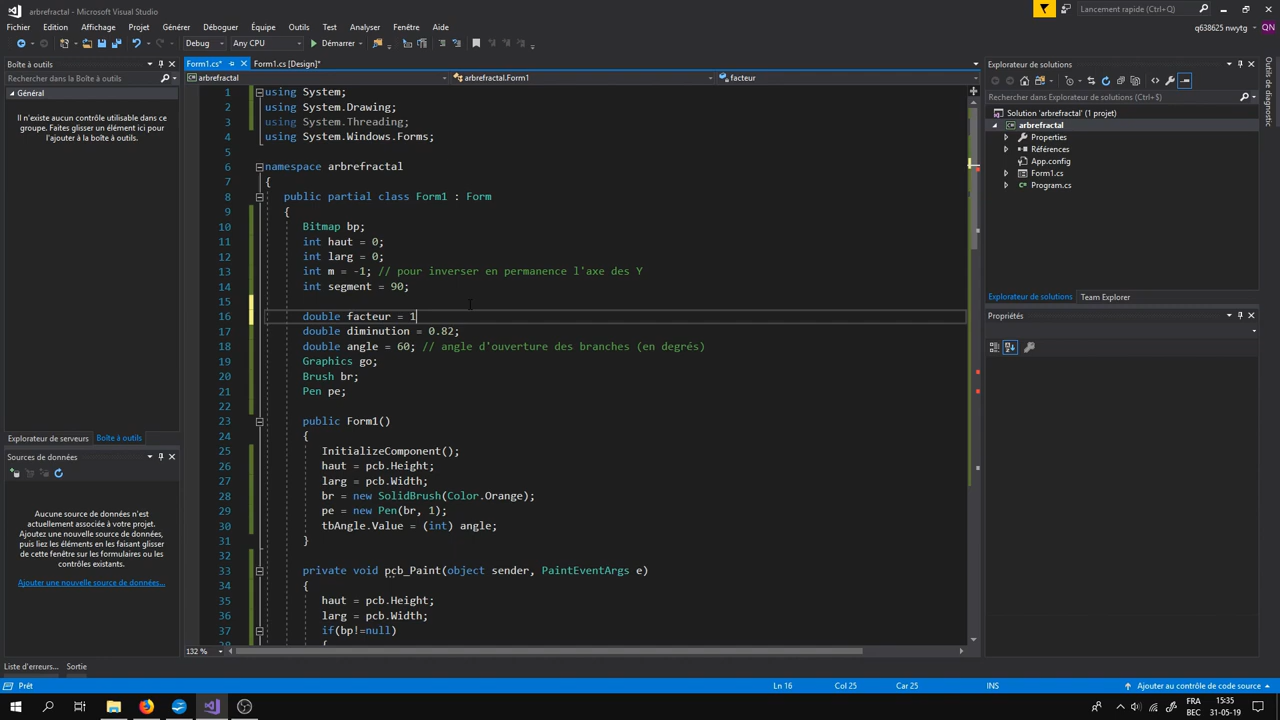 arbrefractal - Microsoft Visual Studio
Lancement rapide (Ctrl+Q)
Fichier Edition Affichage Projet Générer Déboguer Équipe Outils Test Analyser Fenêtre Aide
q638625 nwytg QN
Debug Any CPU Démarrer
Boîte à outils
Rechercher dans la Boîte à outils
Général
Il n'existe aucun contrôle utilisable dans ce
groupe. Faites glisser un élément ici pour
l'ajouter à la boîte à outils.
Explorateur de serveurs Boîte à outils
Sources de données
Aucune source de données n'est
actuellement associée à votre projet.
Ajoutez une nouvelle source de données,
puis liez les éléments en les faisant glisser
de cette fenêtre sur les formulaires ou les
contrôles existants.
Ajouter une nouvelle source de données...
Form1.cs* Form1.cs [Design]*
arbrefractal arbrefractal.Form1 facteur
1 using System;
2 using System.Drawing;
3 using System.Threading;
4 using System.Windows.Forms;
5
6 namespace arbrefractal
7 {
8 public partial class Form1 : Form
9 {
10 Bitmap bp;
11 int haut = 0;
12 int larg = 0;
13 int m = -1; // pour inverser en permanence l'axe des Y
14 int segment = 90;
15
16 double facteur = 1
17 double diminution = 0.82;
18 double angle = 60; // angle d'ouverture des branches (en degrés)
19 Graphics go;
20 Brush br;
21 Pen pe;
22
23 public Form1()
24 {
25 InitializeComponent();
26 haut = pcb.Height;
27 larg = pcb.Width;
28 br = new SolidBrush(Color.Orange);
29 pe = new Pen(br, 1);
30 tbAngle.Value = (int) angle;
31 }
32
33 private void pcb_Paint(object sender, PaintEventArgs e)
34 {
35 haut = pcb.Height;
36 larg = pcb.Width;
37 if(bp!=null)
38 {
132 %
Explorateur de solutions
Rechercher dans Explorateur de solutions (Ctrl+$)
Solution 'arbrefractal' (1 projet)
arbrefractal
Properties
Références
App.config
Form1.cs
Program.cs
Explorateur de solutions Team Explorer
Propriétés
Outils de diagnostic
Liste d'erreurs... Sortie
Prêt Ln 16 Col 25 Car 25 INS Ajouter au contrôle de code source
FRA
BEC
15:35
31-05-19